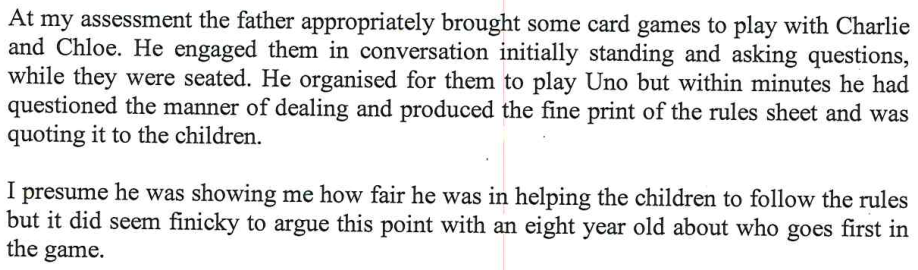 At my assessment the father appropriately brought some card games to play with Charlie
and Chloe. He engaged them in conversation initially standing and asking questions,
while they were seated. He organised for them to play Uno but within minutes he had
questioned the manner of dealing and produced the fine print of the rules sheet and was
quoting it to the children.
I presume he was showing me how fair he was in helping the children to follow the rules
but it did seem finicky to argue this point with an eight year old about who goes first in
the game.